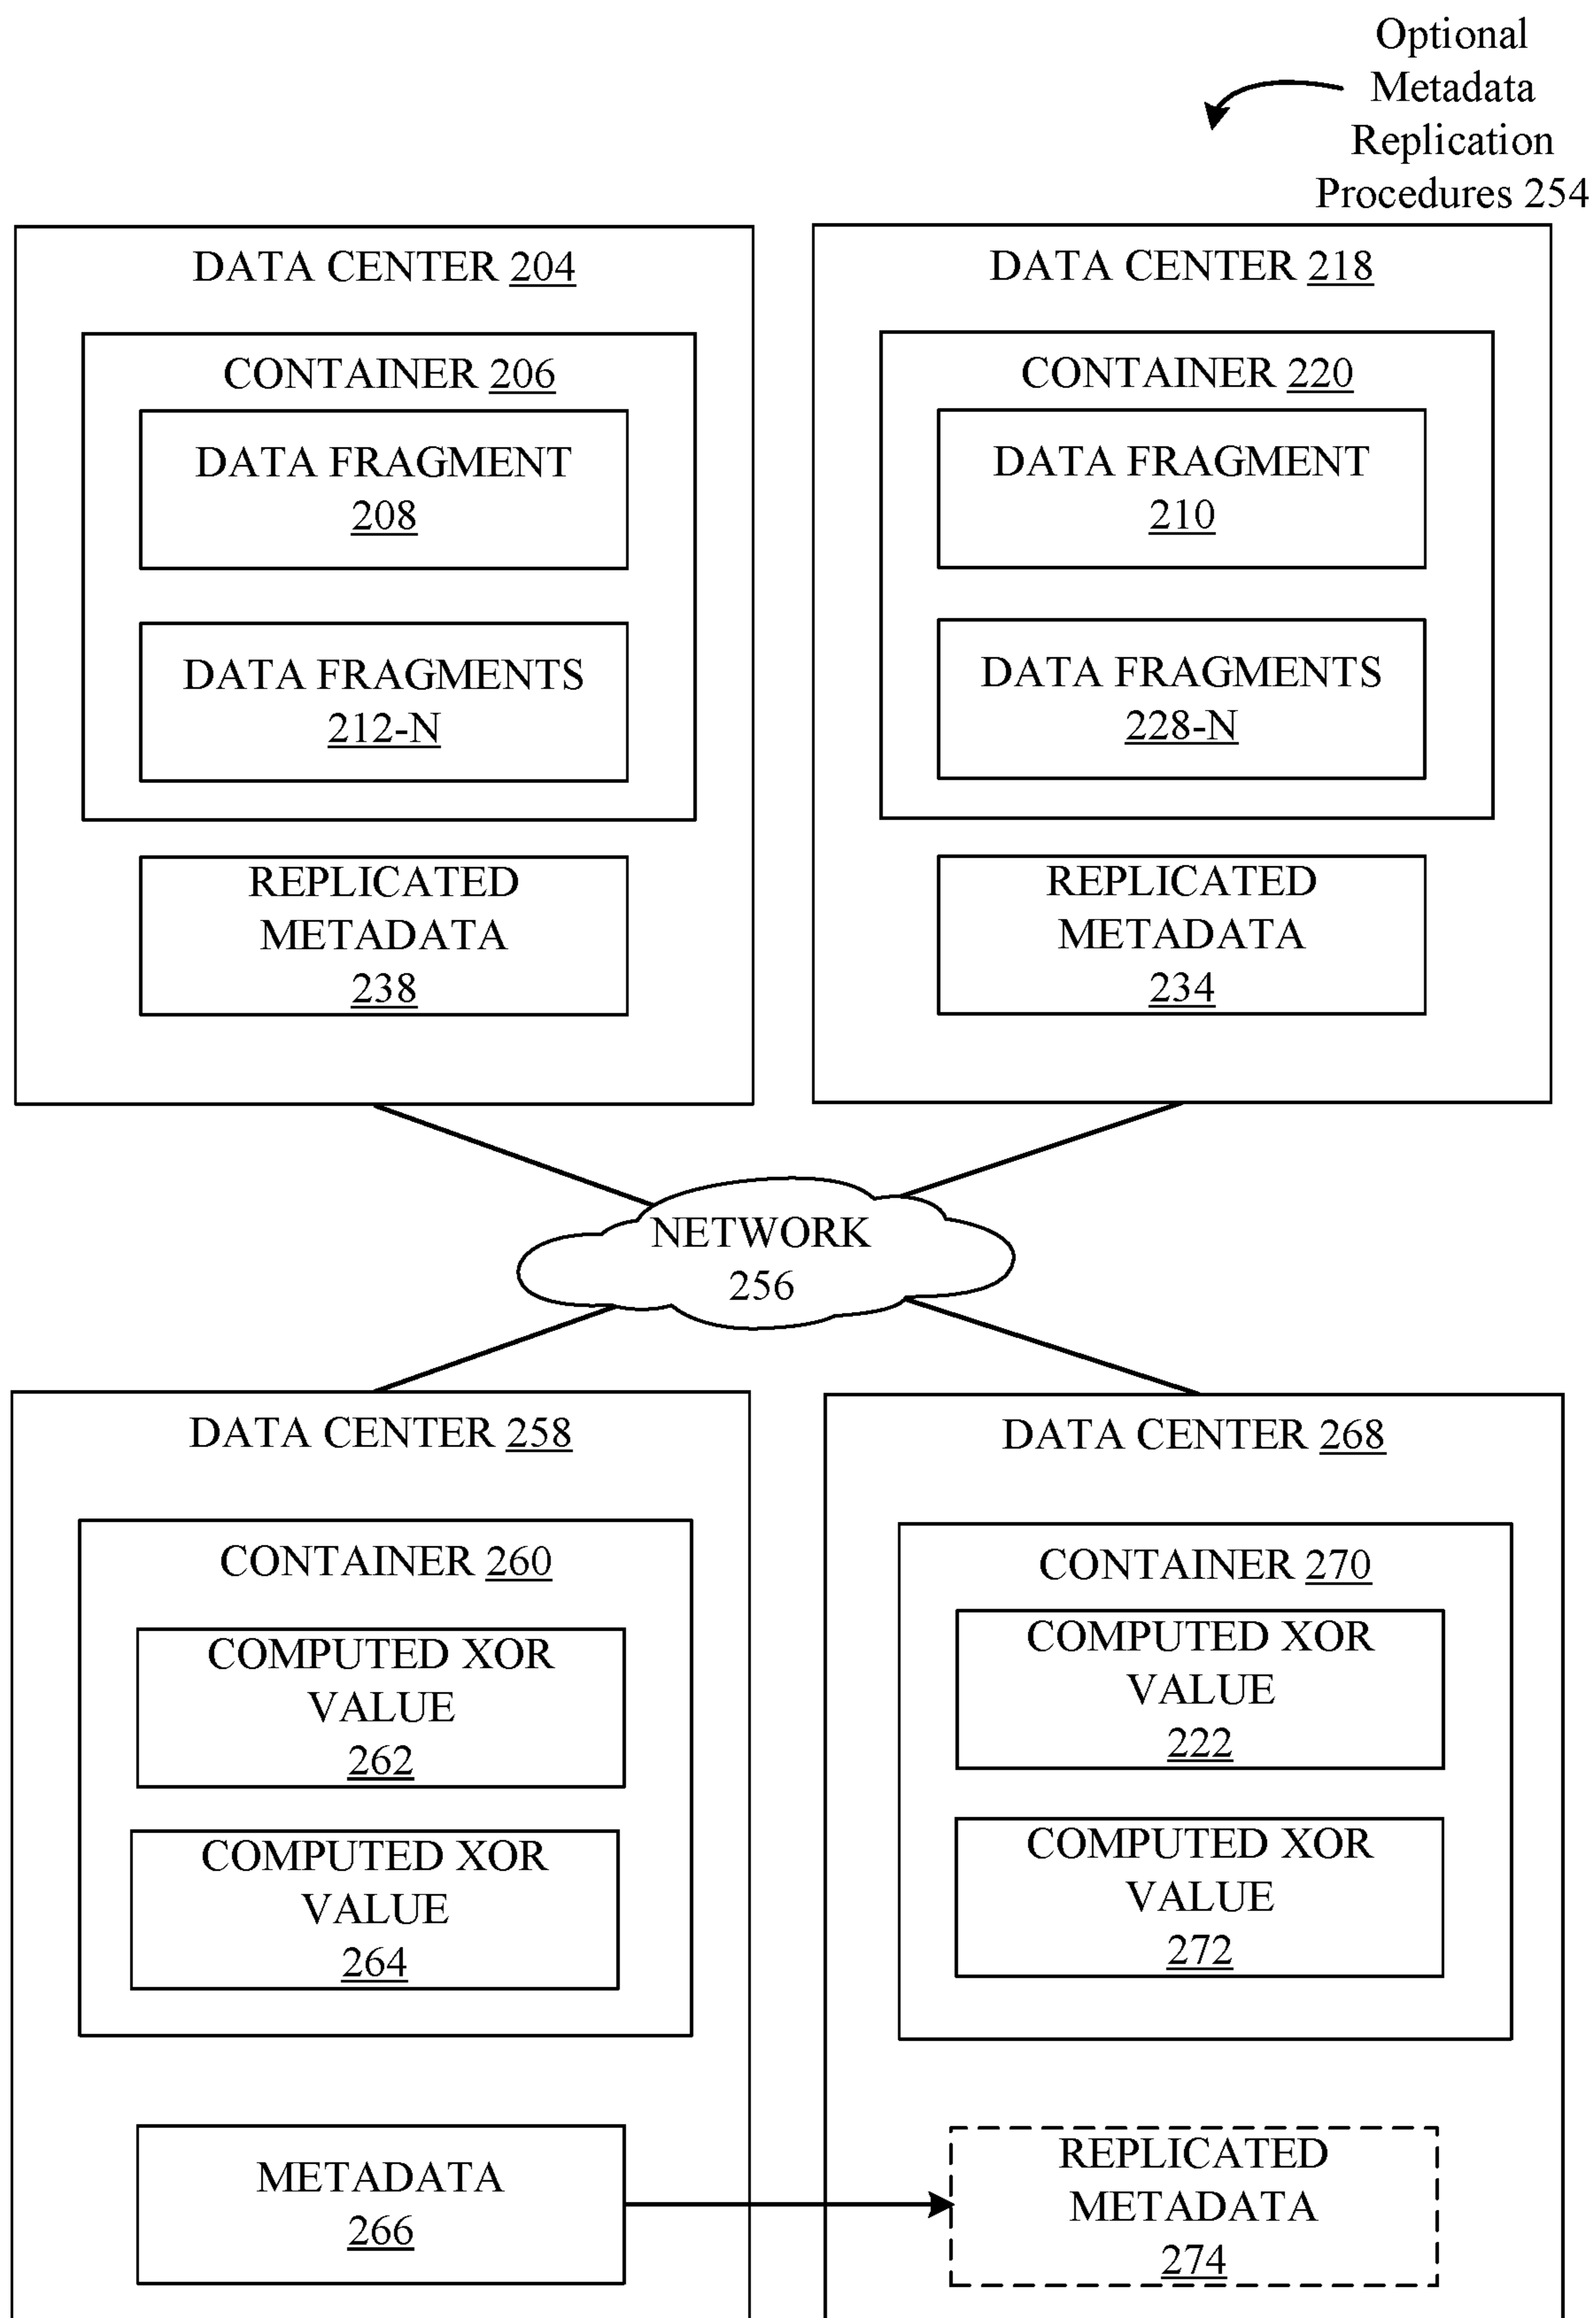 Optional
Metadata
Replication
Procedures 254
DATA CENTER 204
CONTAINER 206
DATA FRAGMENT
208
DATA FRAGMENTS
212-N
REPLICATED
METADATA
238
DATA CENTER 218
CONTAINER 220
DATA FRAGMENT
210
DATA FRAGMENTS
228-N
REPLICATED
METADATA
234
NETWORK
256
DATA CENTER 258
CONTAINER 260
COMPUTED XOR
VALUE
262
COMPUTED XOR
VALUE
264
METADATA
266
DATA CENTER 268
CONTAINER 270
COMPUTED XOR
VALUE
222
COMPUTED XOR
VALUE
272
REPLICATED
METADATA
274